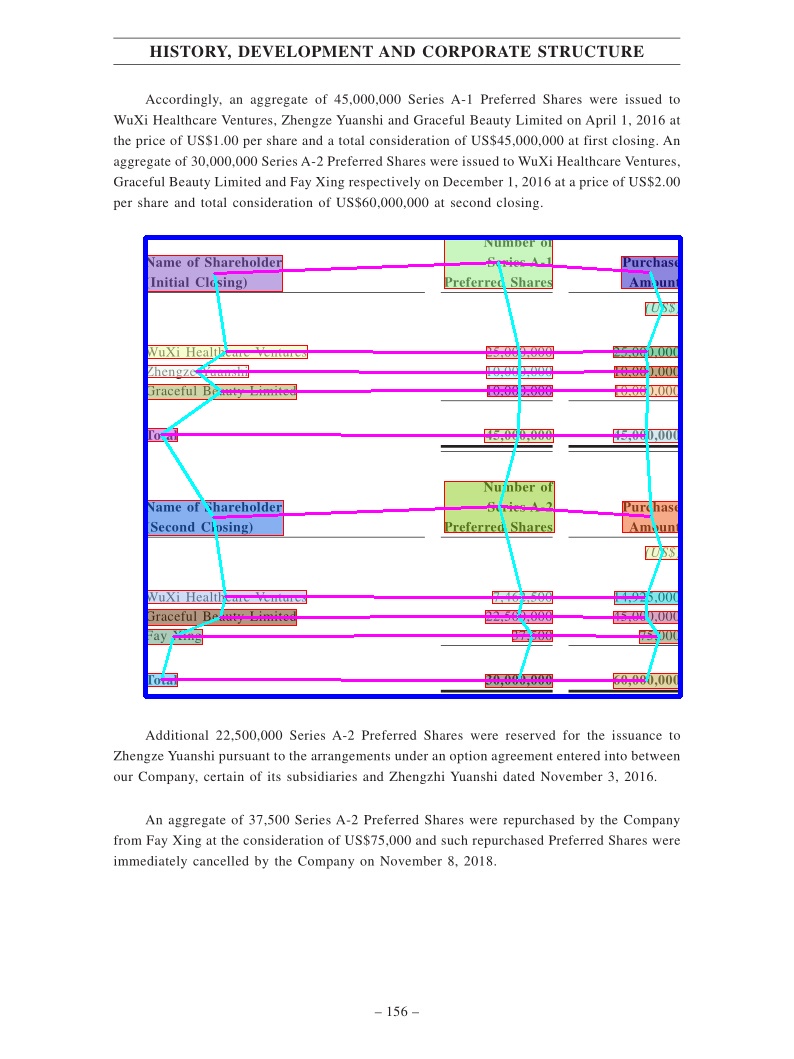 HISTORY, DEVELOPMENT AND CORPORATE STRUCTURE
Accordingly, an aggregate of 45,000,000 Series A-1 Preferred Shares were issued to
WuXi Healthcare Ventures, Zhengze Yuanshi and Graceful Beauty Limited on April 1, 2016 at
the price of US$1.00 per share and a total consideration of US$45,000,000 at first closing. An
aggregate of 30,000,000 Series A-2 Preferred Shares were issued to WuXi Healthcare Ventures,
Graceful Beauty Limited and Fay Xing respectively on December 1, 2016 at a price of US$2.00
per share and total consideration of US$60,000,000 at second closing.
Number of
Name of Shareholder Series A-1 Purchase
Initial Closing) Preferred Shares Amount
(US$
WuXi Healthcare Ventures 25,000,000 25,000,000
Zhengze Yuanshi 10,000,000 10,000,000
Graceful Beauty Limited 10,000,000 10,000,000
Total 45,000,000 45,000,000
Number of
Name of Shareholder Series A-2 Purchase
Second Closing) Preferred Shares Amount
(US$
WuXi Healthcare Ventures 7,462,500 14,925,000
Graceful Beauty Limited 22,500,000 45,000,000
Fay Xing 37,500 75,000
Total 30,000,000 60,000,000
Additional 22,500,000 Series A-2 Preferred Shares were reserved for the issuance to
Zhengze Yuanshi pursuant to the arrangements under an option agreement entered into between
our Company, certain of its subsidiaries and Zhengzhi Yuanshi dated November 3, 2016.
An aggregate of 37,500 Series A-2 Preferred Shares were repurchased by the Company
from Fay Xing at the consideration of US$75,000 and such repurchased Preferred Shares were
immediately cancelled by the Company on November 8, 2018.
– 156 –